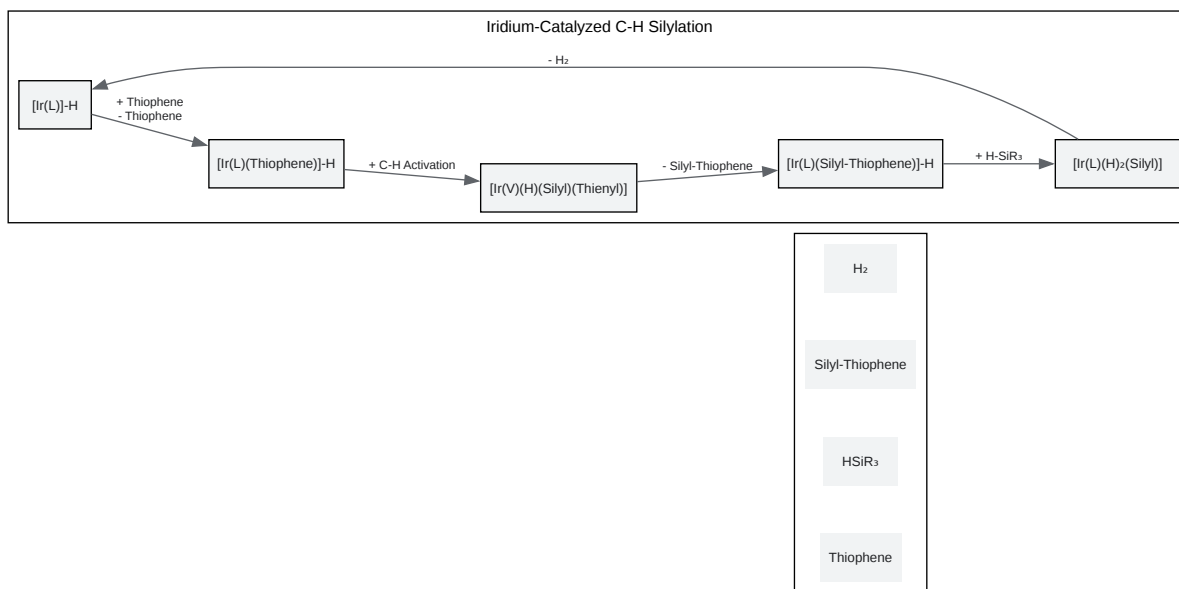 Iridium-Catalyzed C-H Silylation
- H₂
[Ir(L)]-H
+ Thiophene
- Thiophene
[Ir(L)(Thiophene)]-H
+ C-H Activation
[Ir(V)(H)(Silyl)(Thienyl)]
- Silyl-Thiophene
[Ir(L)(Silyl-Thiophene)]-H
+ H-SiR₃
[Ir(L)(H)₂(Silyl)]
H₂
Silyl-Thiophene
HSiR₃
Thiophene